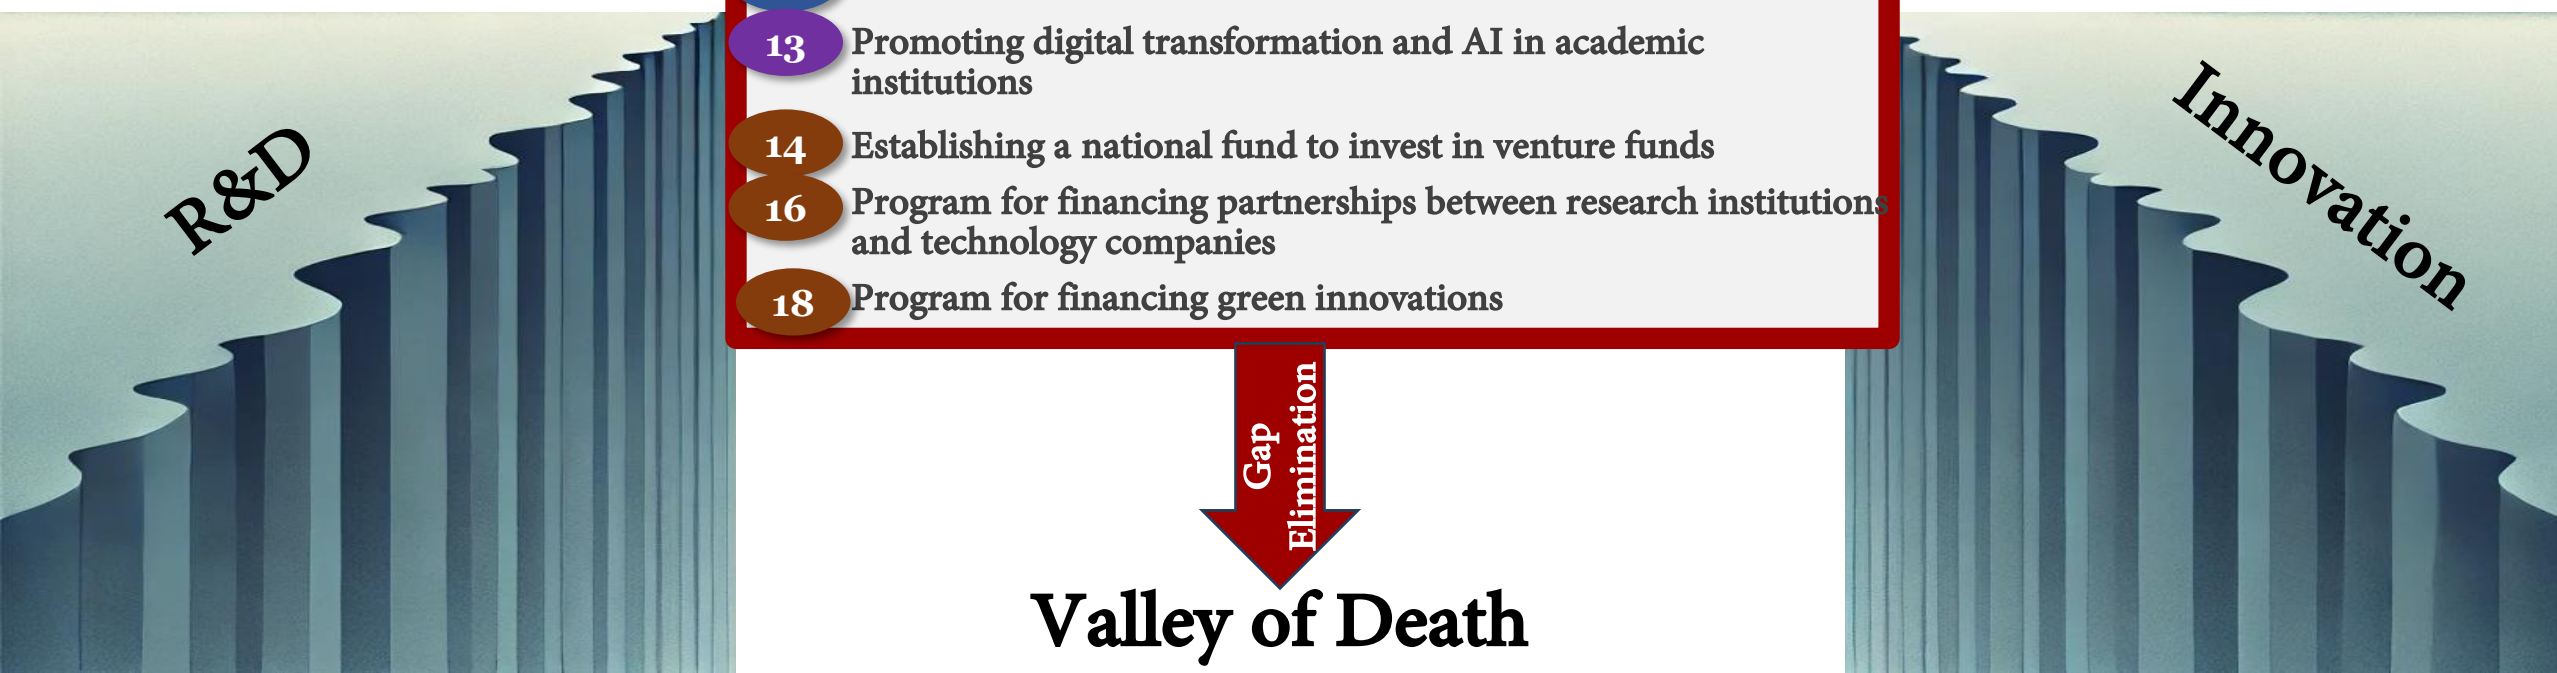 13 Promoting digital transformation and AI in academic
institutions
14 Establishing a national fund to invest in venture funds
16 Program for financing partnerships between research institutions
and technology companies
18 Program for financing green innovations
R&D
Innovation
Gap
Elimination
Valley of Death